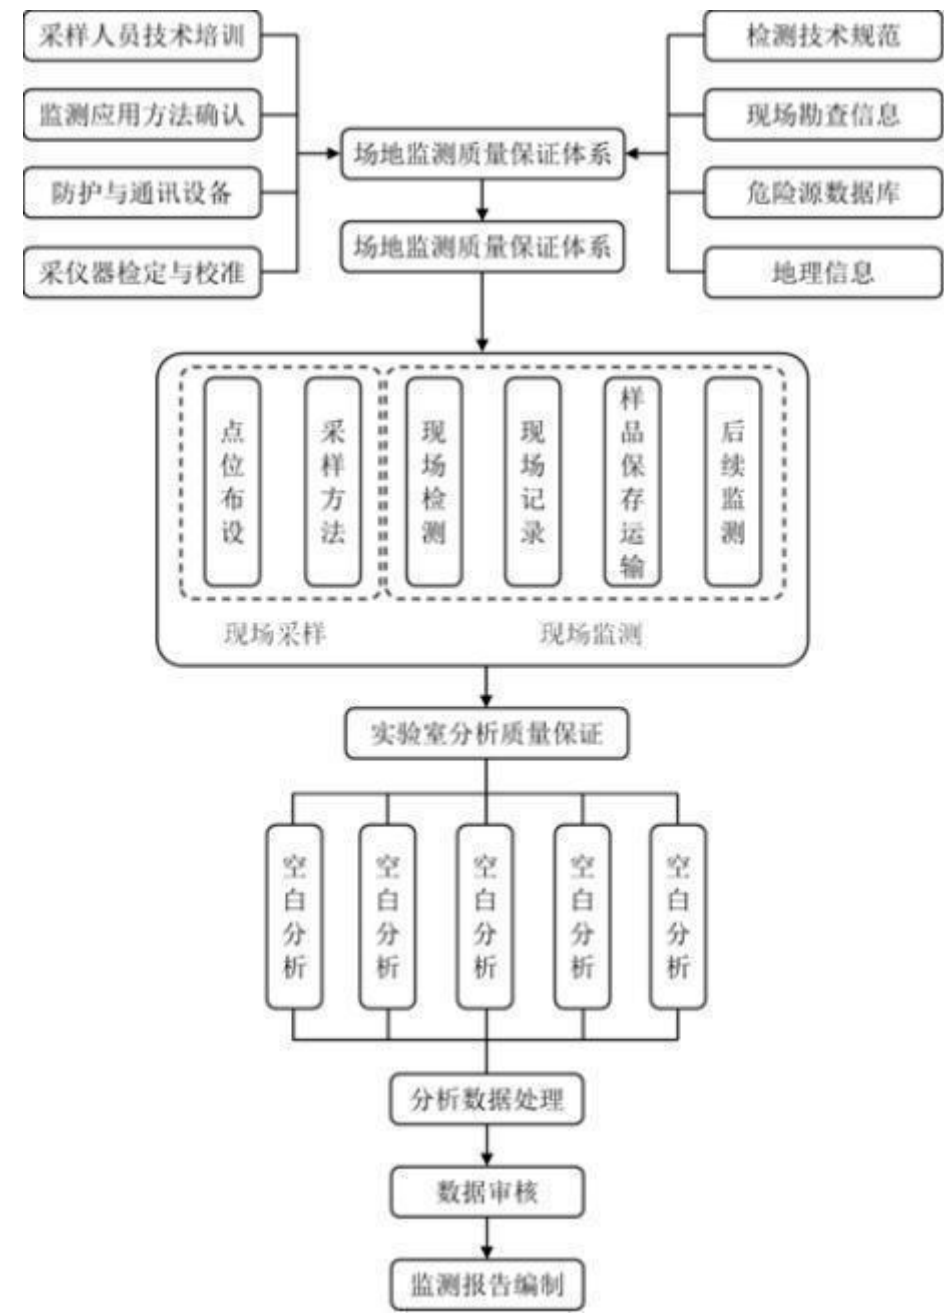 采样人员技术培训
监测应用方法确认
防护与通讯设备
采仪器检定与校准
检测技术规范
现场勘查信息
危险源数据库
地理信息
场地监测质量保证体系
场地监测质量保证体系
点位布设
采样方法
现场检测
现场记录
样品保存运输
后续监测
现场采样
现场监测
实验室分析质量保证
空白分析
空白分析
空白分析
空白分析
空白分析
分析数据处理
数据审核
监测报告编制